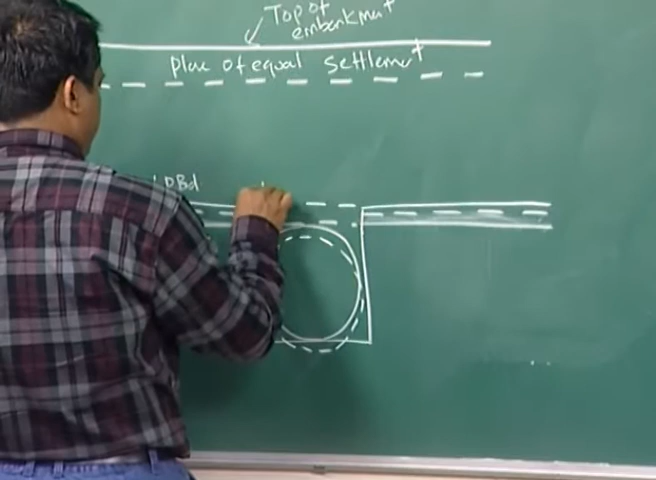 Top of
embankment
plane of equal settlement